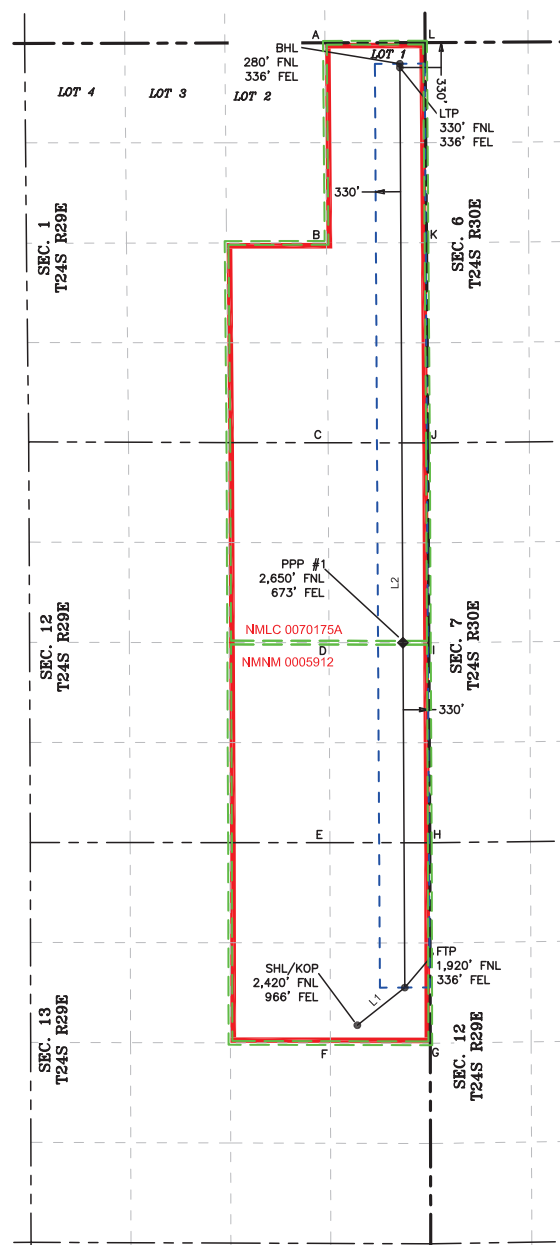 A
L
BHL
280' FNL
336' FEL
LOT 1
LOT 4
LOT 3
LOT 2
330'
LTP
330' FNL
336' FEL
330'
SEC. 1
T24S R29E
B
K
SEC. 6
T24S R30E
C
J
PPP #1
2,650' FNL
673' FEL
L2
SEC. 12
T24S R29E
NMLC 0070175A
D
I
NMNM 0005912
SEC. 7
T24S R30E
330'
E
H
FTP
1,920' FNL
336' FEL
SHL/KOP
2,420' FNL
966' FEL
L1
SEC. 13
T24S R29E
F
G
SEC. 12
T24S R29E